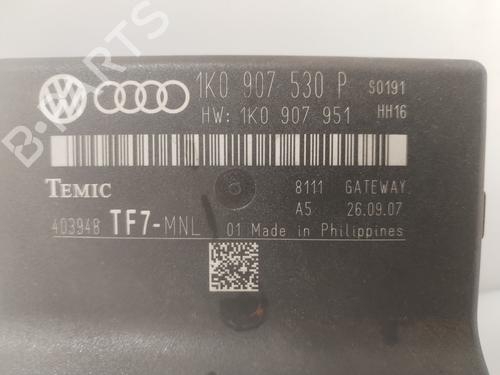 1K0 907 530 P S0191
HW: 1K0 907 951 HH16
TEMIC 8111 GATEWAY
A5 26.09.07
403948 TF7-MNL 01 Made in Philippines
B-PARTS